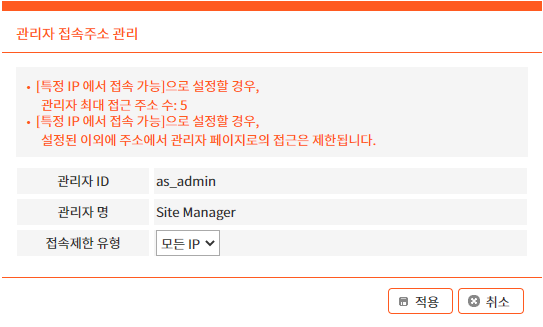 관리자 접속주소 관리
• [특정 IP 에서 접속 가능]으로 설정할 경우,
관리자 최대 접근 주소 수: 5
• [특정 IP 에서 접속 가능]으로 설정할 경우,
설정된 이외에 주소에서 관리자 페이지로의 접근은 제한됩니다.
관리자 ID as_admin
관리자 명 Site Manager
접속제한 유형 모든 IP
적용 취소